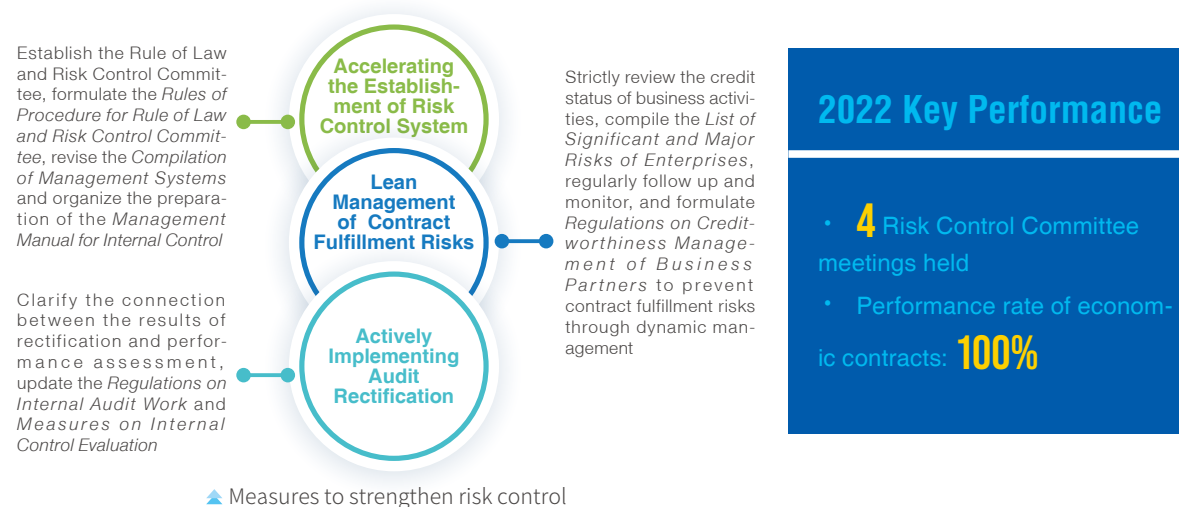 Establish the Rule of Law
and Risk Control Commit-
tee, formulate the Rules of
Procedure for Rule of Law
and Risk Control Commit-
tee, revise the Compilation
of Management Systems
and organize the prepara-
tion of the Management
Manual for Internal Control
Accelerating
the Establish-
ment of Risk
Control System
Lean
Management
of Contract
Fulfillment Risks
Strictly review the credit
status of business activi-
ties, compile the List of
Significant and Major
Risks of Enterprises,
regularly follow up and
monitor, and formulate
Regulations on Credit-
worthiness Manage-
ment of Business
Partners to prevent
contract fulfillment risks
through dynamic man-
agement
Clarify the connection
between the results of
rectification and perfor-
mance assessment,
update the Regulations on
Internal Audit Work and
Measures on Internal
Control Evaluation
Actively
Implementing
Audit
Rectification
Measures to strengthen risk control
2022 Key Performance
• 4 Risk Control Committee
meetings held
• Performance rate of econom-
ic contracts: 100%